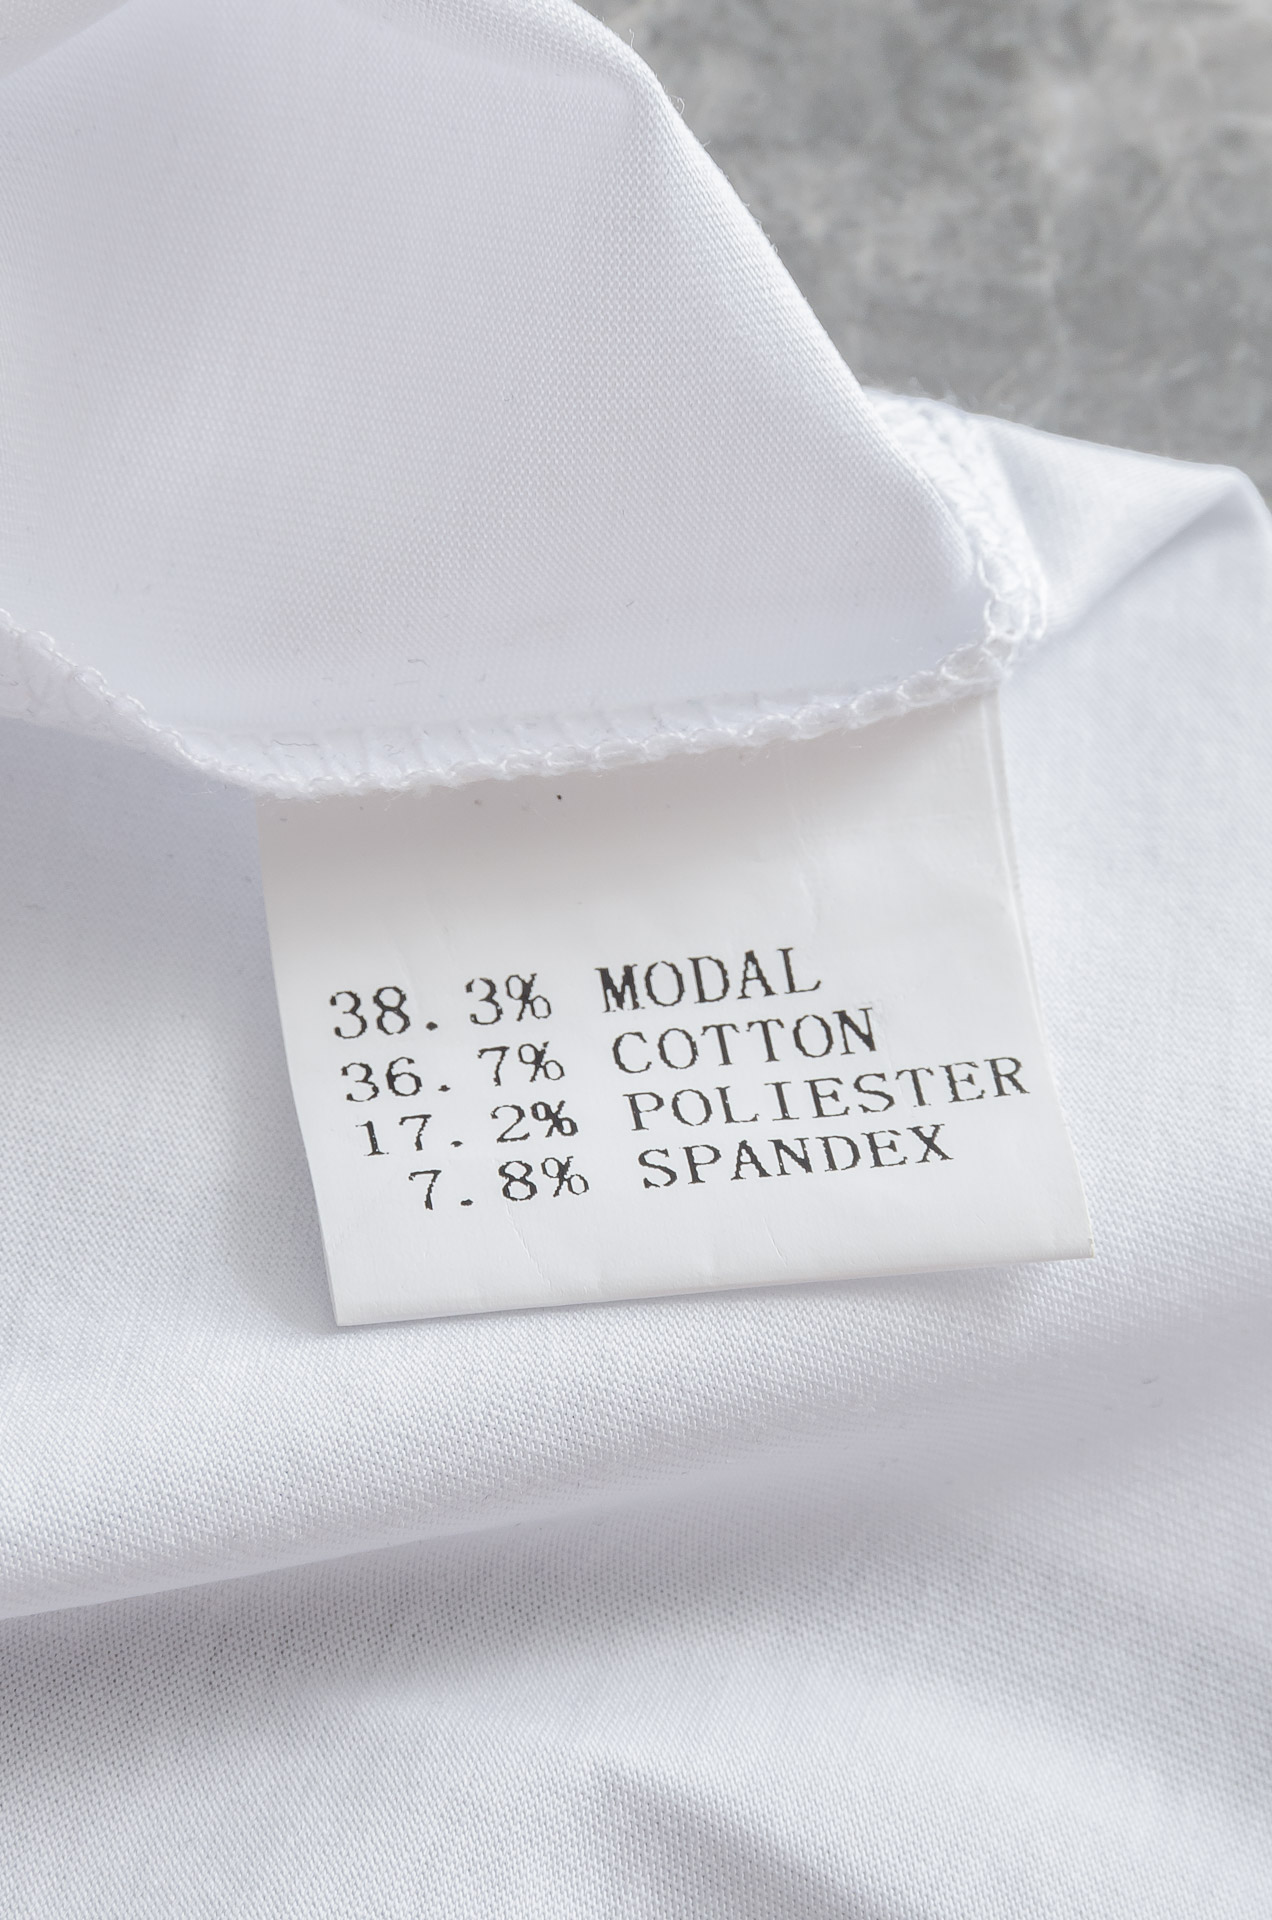 38.3% MODAL
36.7% COTTON
17.2% POLIESTER
7.8% SPANDEX